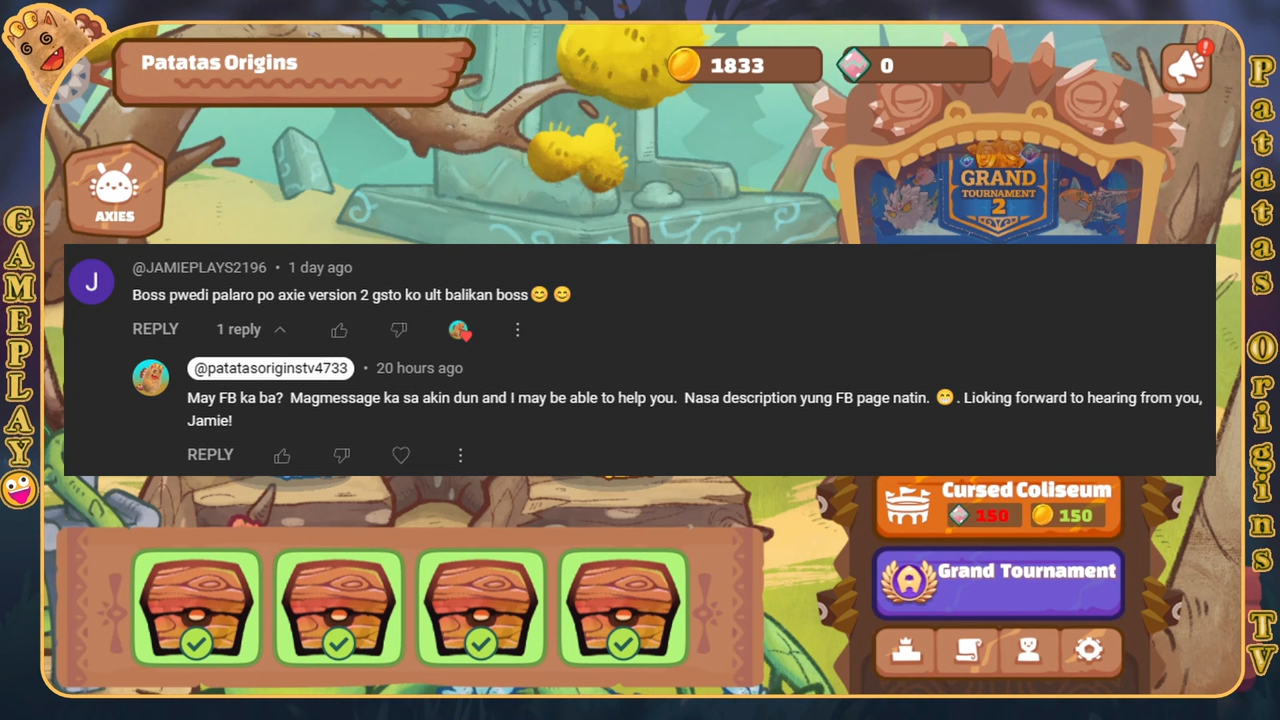 Patatas Origins
1833
0
AXIES
GRAND
TOURNAMENT
2
GAMEPLAY
Patatas Origins TV
J
@JAMIEPLAYS2196 • 1 day ago
Boss pwedi palaro po axie version 2 gsto ko ult balikan boss😊 😊
REPLY 1 reply
@patatasoriginstv4733 • 20 hours ago
May FB ka ba? Magmessage ka sa akin dun and I may be able to help you. Nasa description yung FB page natin. 😁. Lioking forward to hearing from you,
Jamie!
REPLY
Cursed Coliseum
150 150
A
Grand Tournament